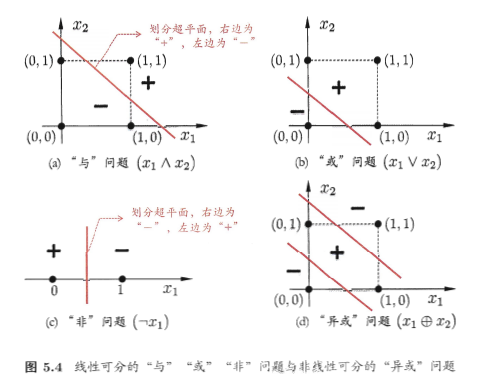 x₂
划分超平面，右边为
“+”，左边为“−”
(0,1)
(1,1)
+
−
(0,0)
(1,0)
x₁
(a) “与”问题 (x₁ ∧ x₂)
x₂
(0,1)
(1,1)
+
−
(0,0)
(1,0)
x₁
(b) “或”问题 (x₁ ∨ x₂)
划分超平面，右边为
“−”，左边为“+”
+
−
0
1
x₁
(c) “非”问题 (¬x₁)
x₂
−
(0,1)
(1,1)
+
−
(0,0)
(1,0)
x₁
(d) “异或”问题 (x₁ ⊕ x₂)
图 5.4 线性可分的“与”“或”“非”问题与非线性可分的“异或”问题